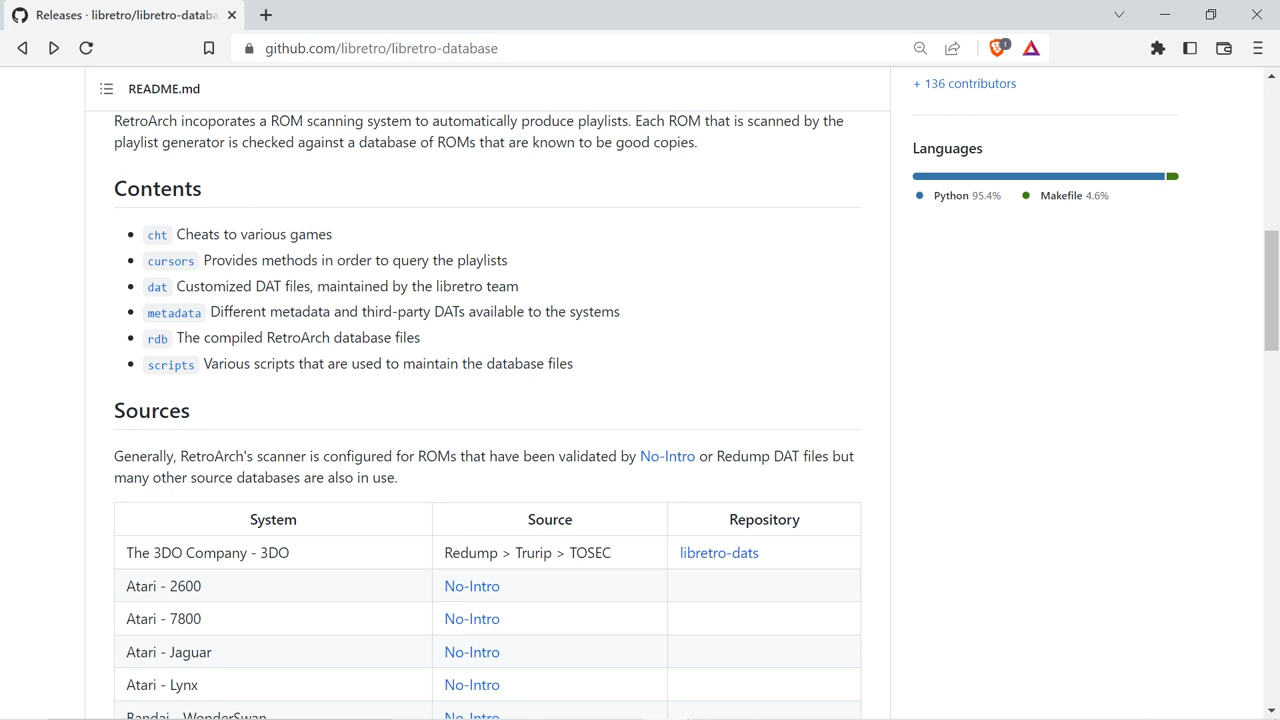 Releases · libretro/libretro-databa
github.com/libretro/libretro-database
1
README.md
+ 136 contributors
RetroArch incoporates a ROM scanning system to automatically produce playlists. Each ROM that is scanned by the
playlist generator is checked against a database of ROMs that are known to be good copies.
Languages
Python 95.4% Makefile 4.6%
Contents
cht Cheats to various games
cursors Provides methods in order to query the playlists
dat Customized DAT files, maintained by the libretro team
metadata Different metadata and third-party DATs available to the systems
rdb The compiled RetroArch database files
scripts Various scripts that are used to maintain the database files
Sources
Generally, RetroArch's scanner is configured for ROMs that have been validated by No-Intro or Redump DAT files but
many other source databases are also in use.
System Source Repository
The 3DO Company - 3DO Redump > Trurip > TOSEC libretro-dats
Atari - 2600 No-Intro
Atari - 7800 No-Intro
Atari - Jaguar No-Intro
Atari - Lynx No-Intro
Bandai - WonderSwan No-Intro